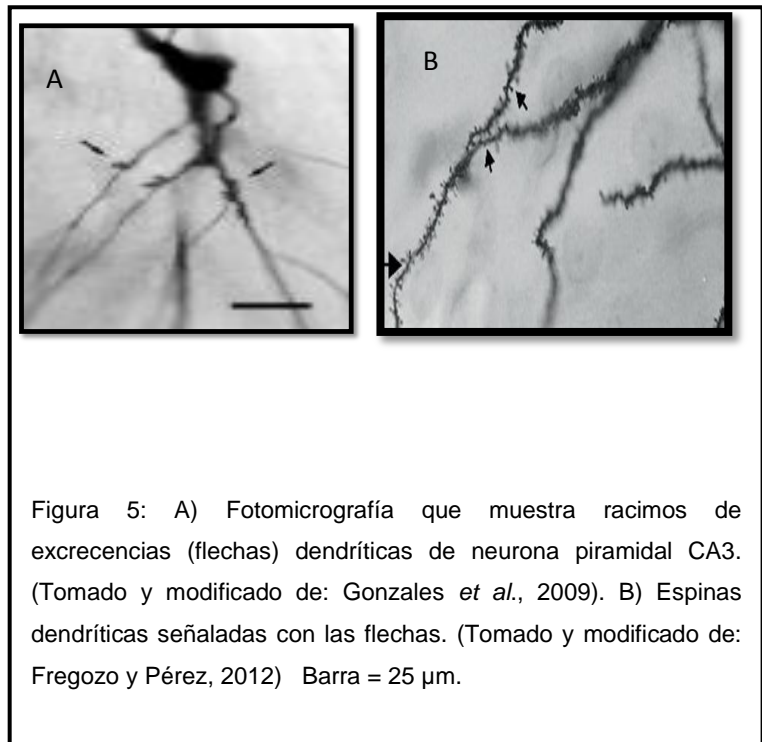 A
B
Figura 5: A) Fotomicrografía que muestra racimos de
excrecencias (flechas) dendríticas de neurona piramidal CA3.
(Tomado y modificado de: Gonzales et al., 2009). B) Espinas
dendríticas señaladas con las flechas. (Tomado y modificado de:
Fregozo y Pérez, 2012) Barra = 25 µm.